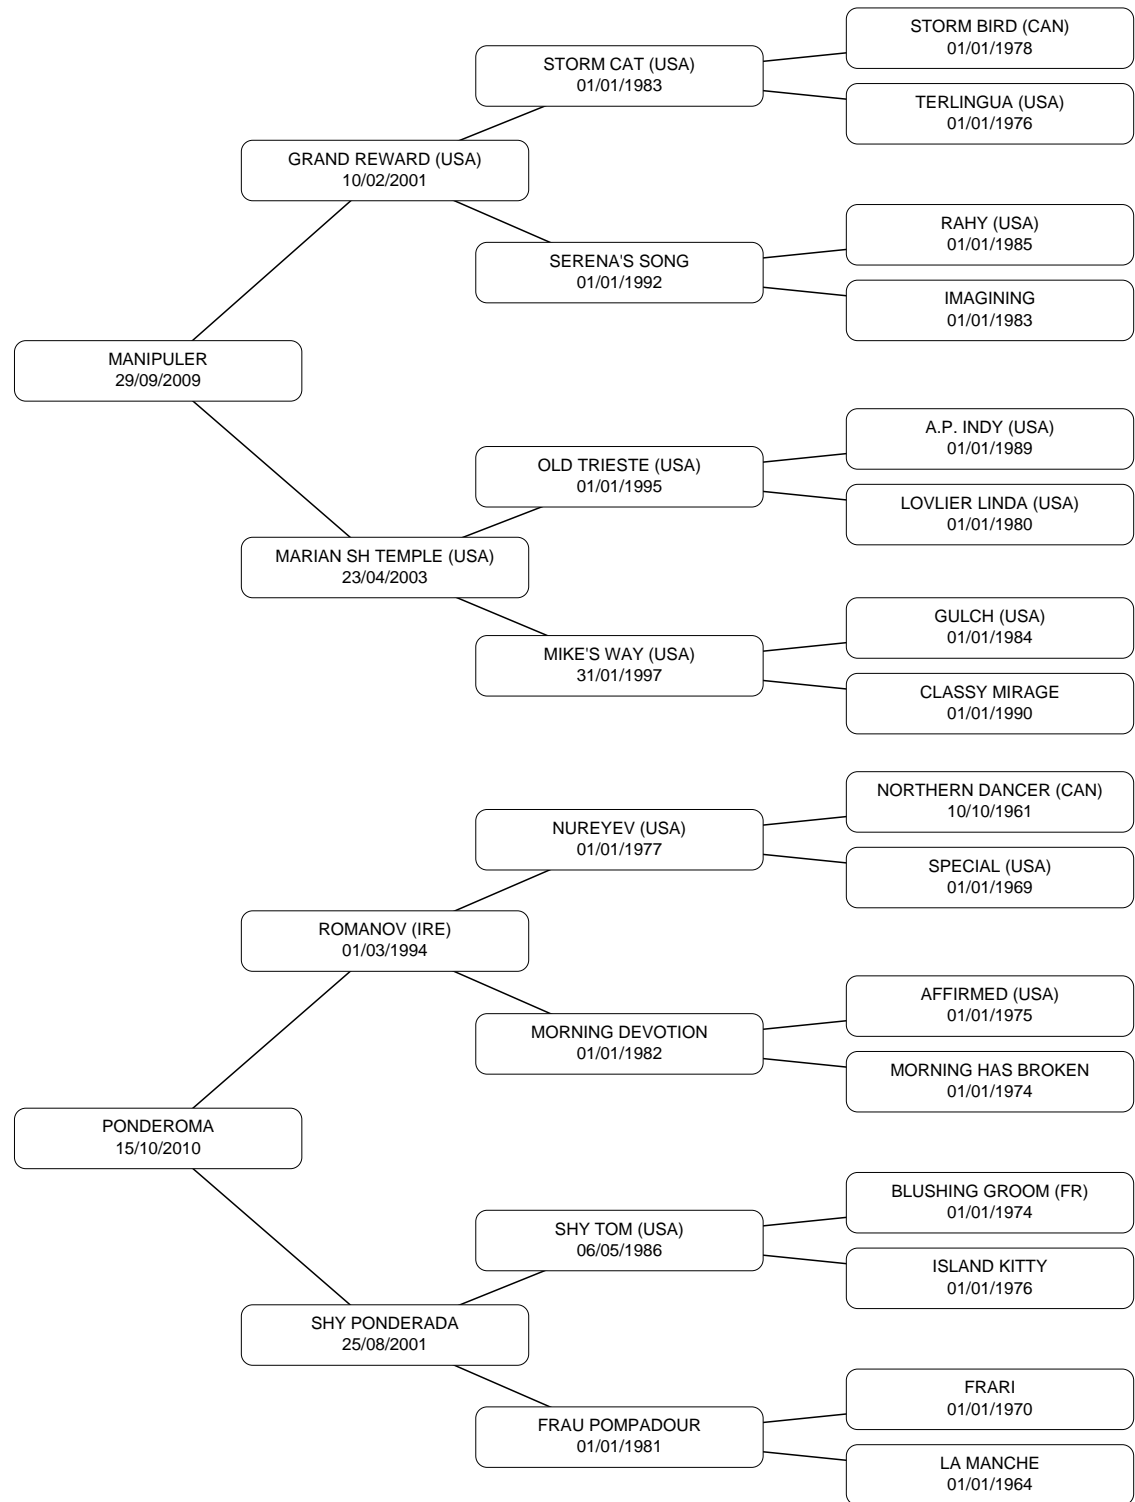 STORM BIRD (CAN)
01/01/1978
STORM CAT (USA)
01/01/1983
TERLINGUA (USA)
01/01/1976
GRAND REWARD (USA)
10/02/2001
RAHY (USA)
01/01/1985
SERENA'S SONG
01/01/1992
IMAGINING
01/01/1983
MANIPULER
29/09/2009
A.P. INDY (USA)
01/01/1989
OLD TRIESTE (USA)
01/01/1995
LOVLIER LINDA (USA)
01/01/1980
MARIAN SH TEMPLE (USA)
23/04/2003
GULCH (USA)
01/01/1984
MIKE'S WAY (USA)
31/01/1997
CLASSY MIRAGE
01/01/1990
NORTHERN DANCER (CAN)
10/10/1961
NUREYEV (USA)
01/01/1977
SPECIAL (USA)
01/01/1969
ROMANOV (IRE)
01/03/1994
AFFIRMED (USA)
01/01/1975
MORNING DEVOTION
01/01/1982
MORNING HAS BROKEN
01/01/1974
PONDEROMA
15/10/2010
BLUSHING GROOM (FR)
01/01/1974
SHY TOM (USA)
06/05/1986
ISLAND KITTY
01/01/1976
SHY PONDERADA
25/08/2001
FRARI
01/01/1970
FRAU POMPADOUR
01/01/1981
LA MANCHE
01/01/1964